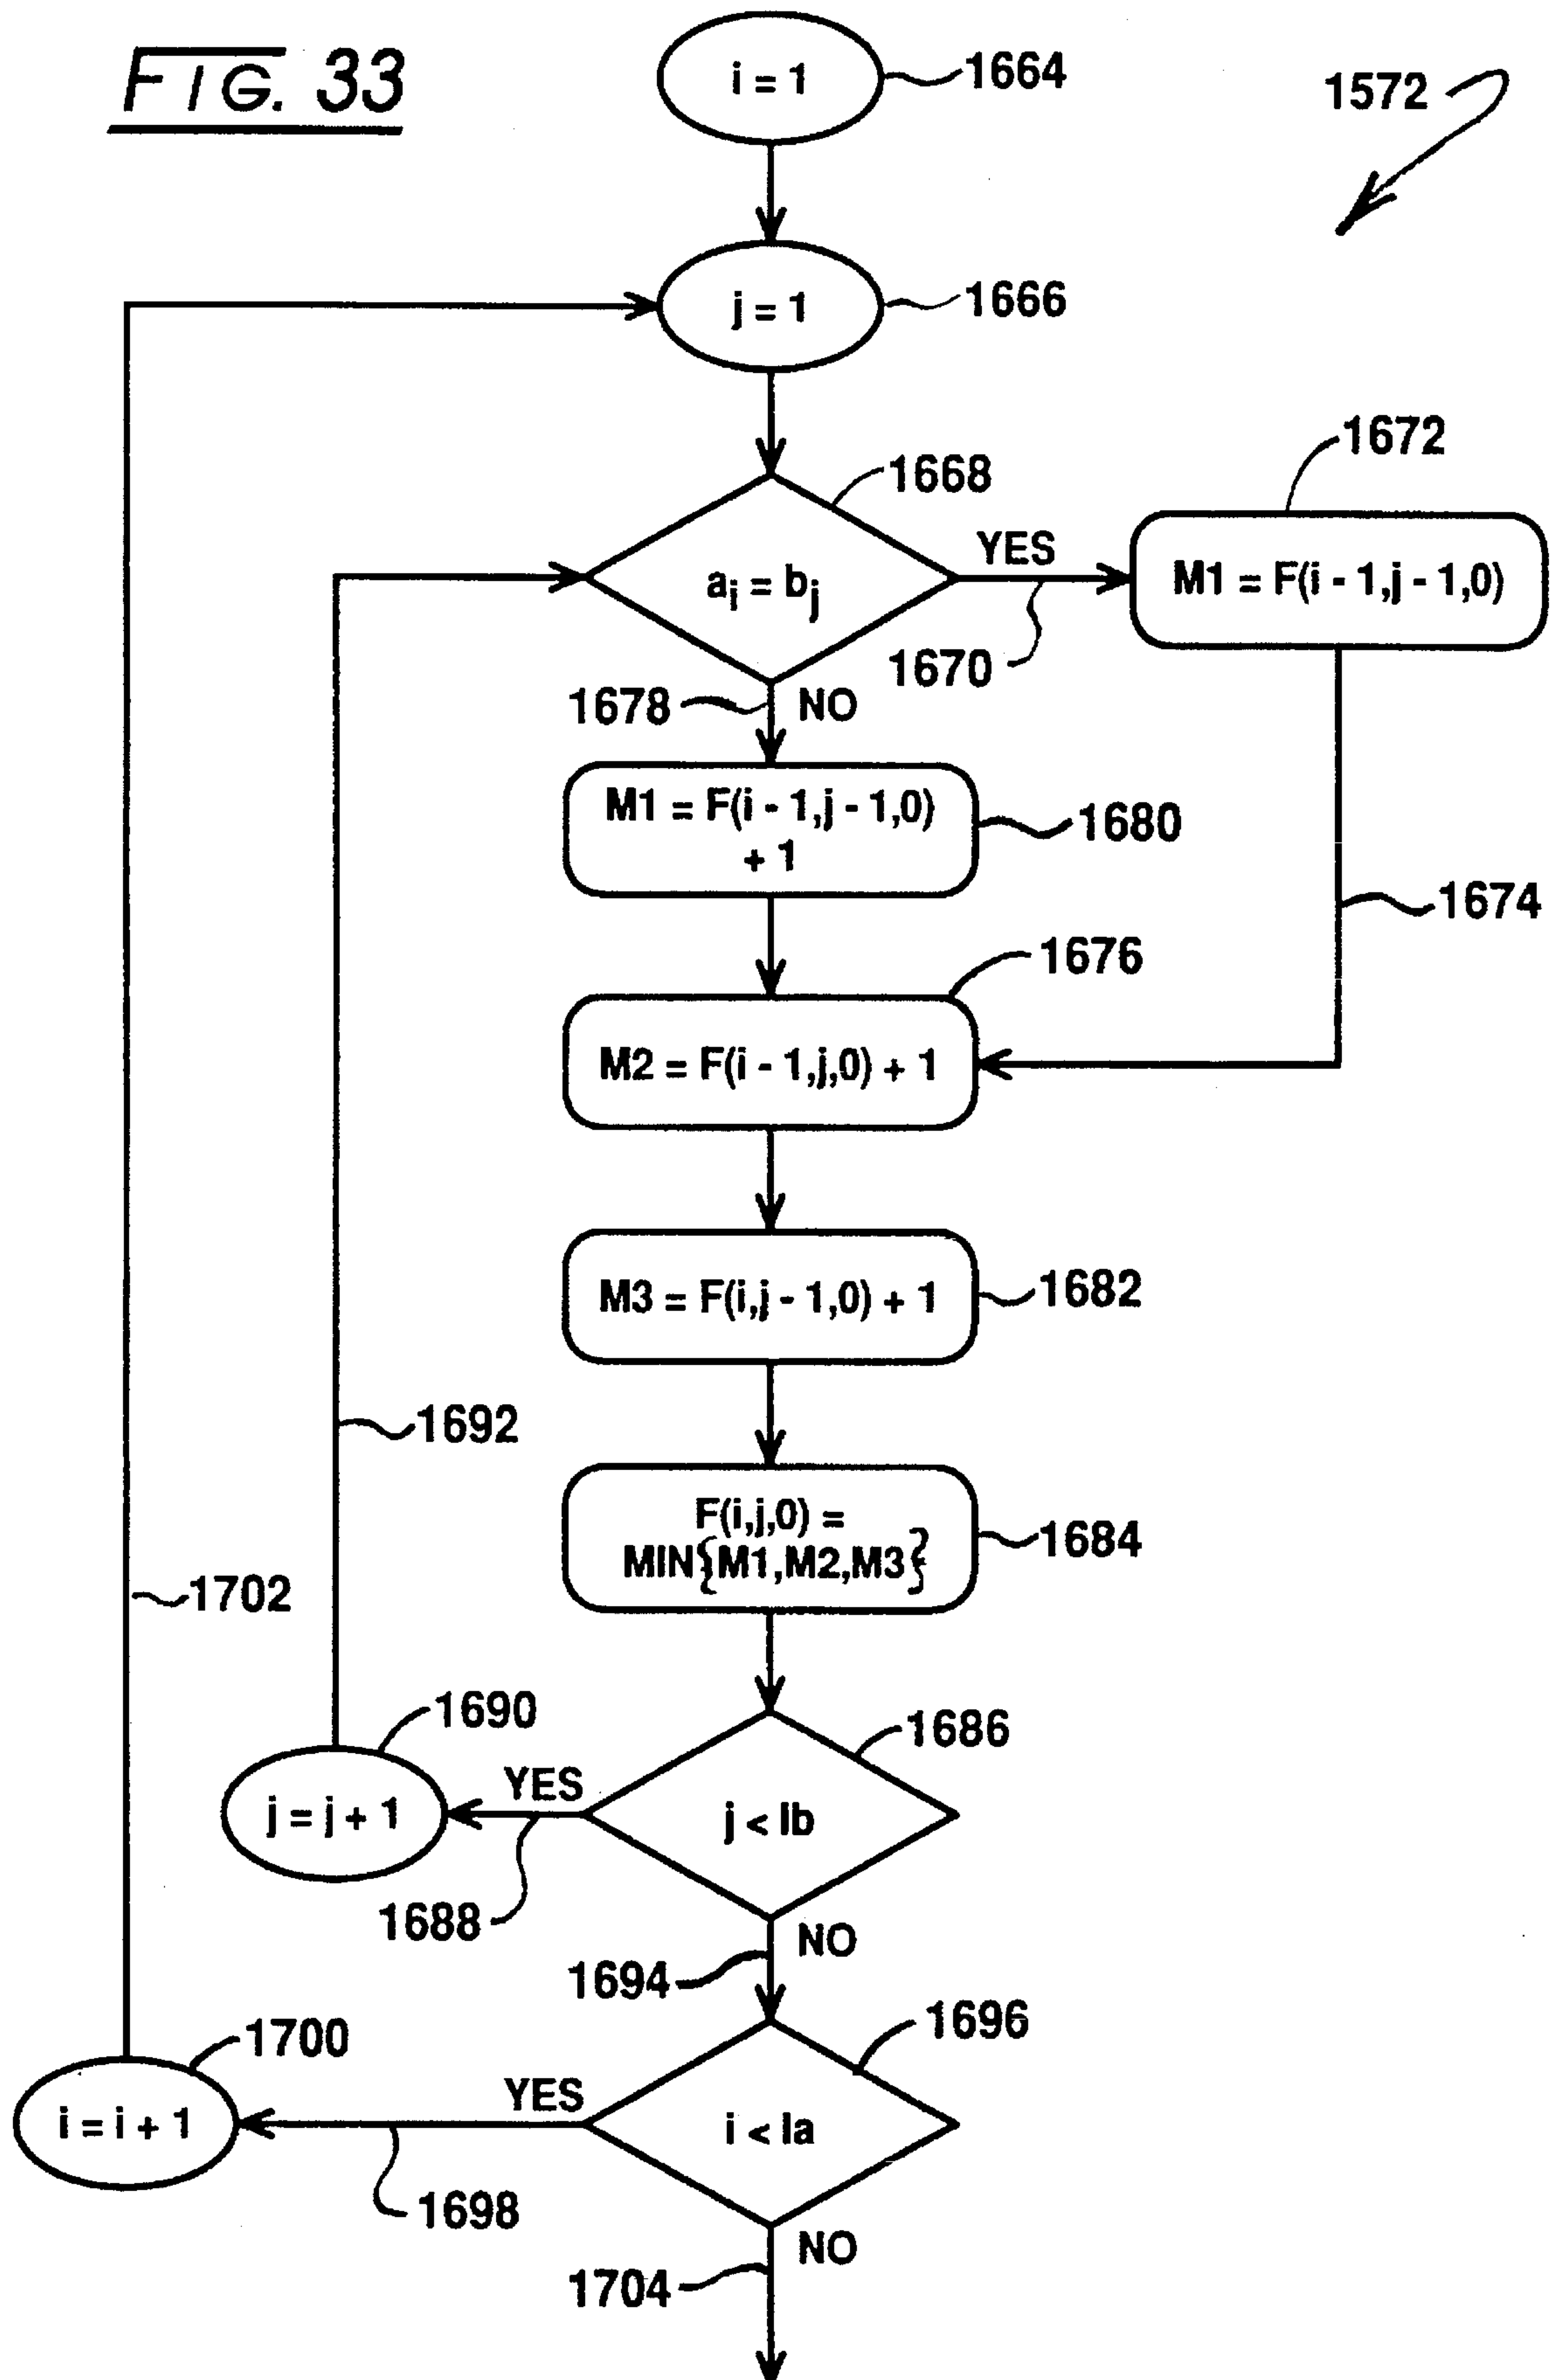 FIG. 33
i = 1
1664
1572
j = 1
1666
1668
1672
YES
ai = bj
M1 = F(i - 1,j - 1,0)
1670
1678
NO
M1 = F(i - 1,j - 1,0)
+ 1
1680
1674
1676
M2 = F(i - 1,j,0) + 1
M3 = F(i,j - 1,0) + 1
1682
1692
F(i,j,0) =
MIN{M1,M2,M3}
1684
1702
1690
1686
YES
j = j + 1
j < lb
1688
NO
1694
1696
1700
YES
i = i + 1
i < la
1698
NO
1704